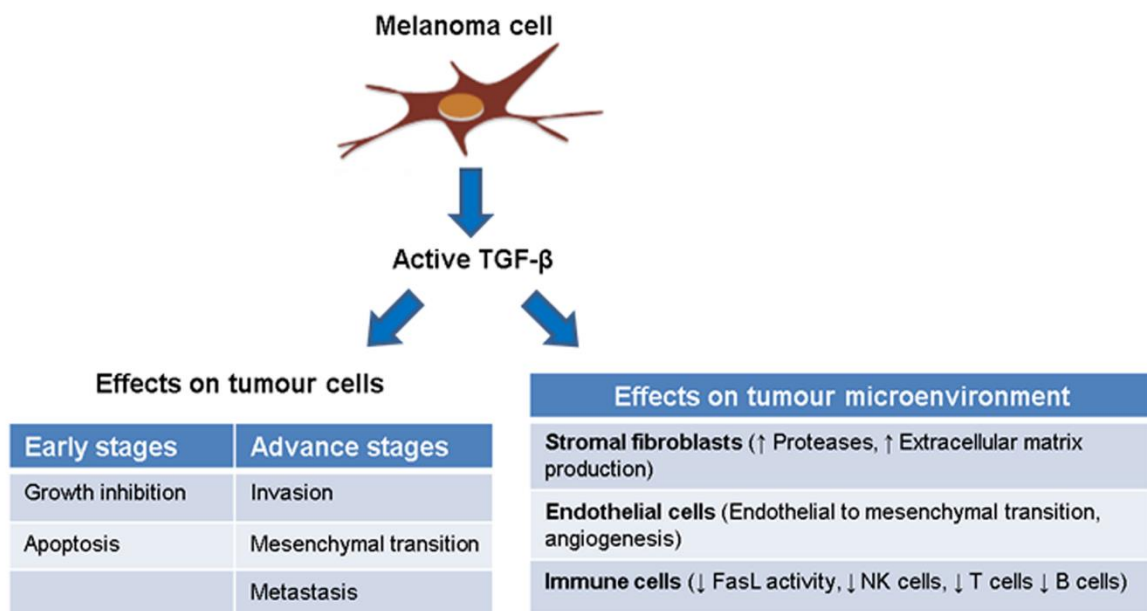 Melanoma cell
Active TGF-β
Effects on tumour cells
Early stages Advance stages
Growth inhibition Invasion
Apoptosis Mesenchymal transition
Metastasis
Effects on tumour microenvironment
Stromal fibroblasts (↑ Proteases, ↑ Extracellular matrix
production)
Endothelial cells (Endothelial to mesenchymal transition,
angiogenesis)
Immune cells (↓ FasL activity, ↓ NK cells, ↓ T cells ↓ B cells)